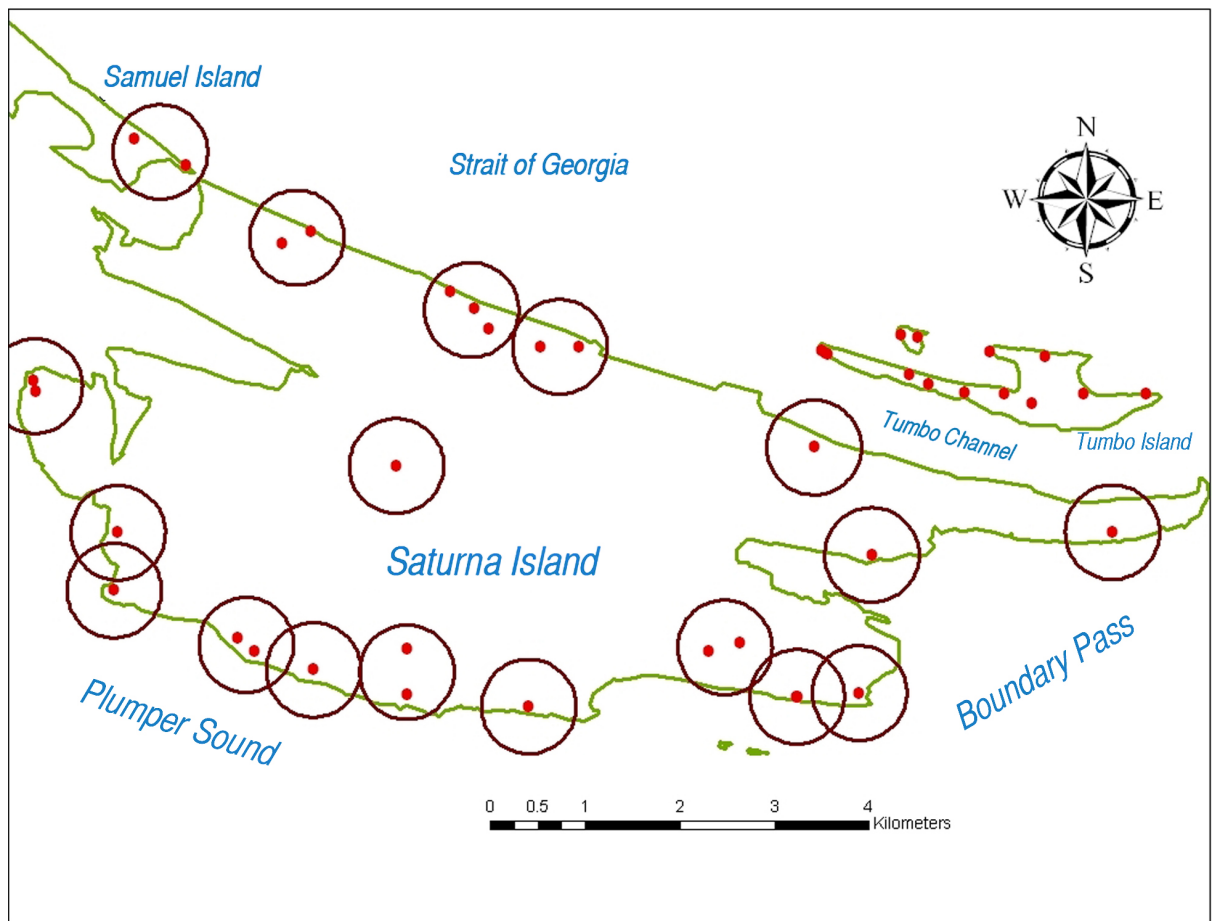 Samuel Island
Strait of Georgia
N
W
E
S
Tumbo Channel
Tumbo Island
Saturna Island
Boundary Pass
Plumper Sound
0 0.5 1 2 3 4
Kilometers